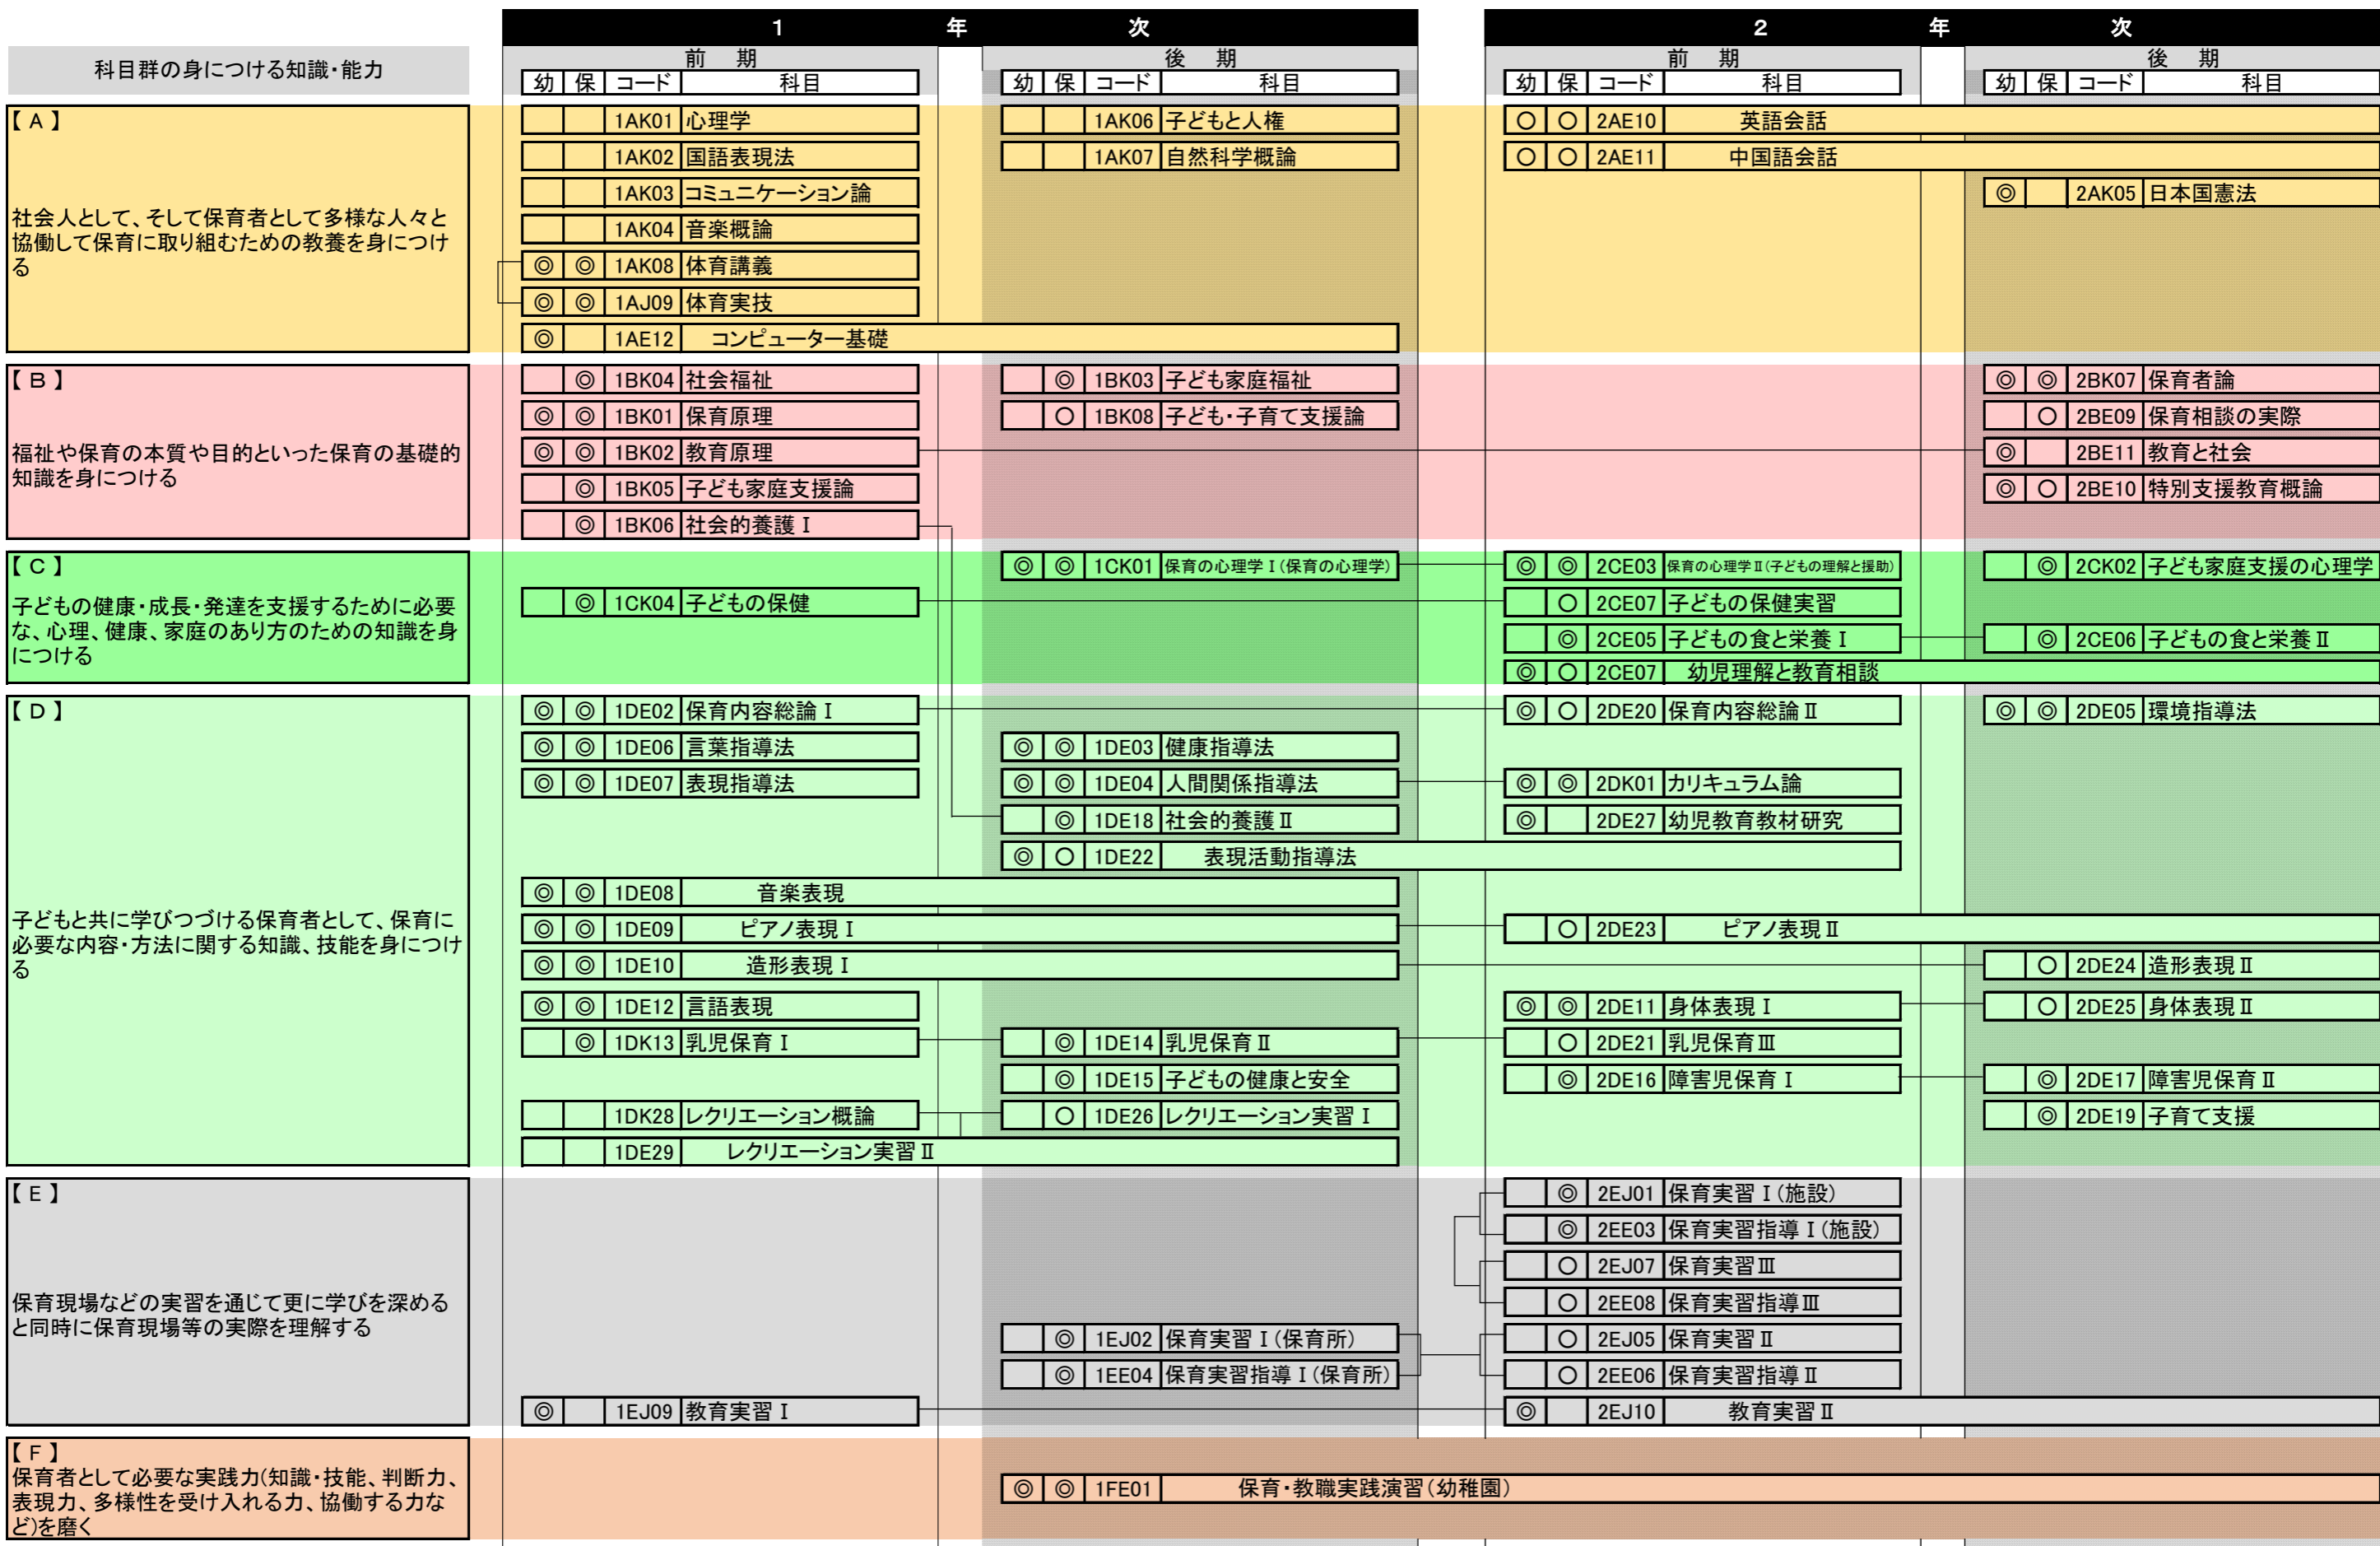 1 年 次 2 年 次
科目群の身につける知識・能力
前 期 後 期 前 期 後 期
幼 保 コード 科目 幼 保 コード 科目 幼 保 コード 科目 幼 保 コード 科目
【 A 】
社会人として、そして保育者として多様な人々と
協働して保育に取り組むための教養を身につけ
る
1AK01 心理学 1AK06 子どもと人権 ○ ○ 2AE10 英語会話
1AK02 国語表現法 1AK07 自然科学概論 ○ ○ 2AE11 中国語会話
1AK03 コミュニケーション論 ◎ 2AK05 日本国憲法
1AK04 音楽概論
◎ ◎ 1AK08 体育講義
◎ ◎ 1AJ09 体育実技
◎ 1AE12 コンピューター基礎
【 B 】
福祉や保育の本質や目的といった保育の基礎的
知識を身につける
◎ 1BK04 社会福祉 ◎ 1BK03 子ども家庭福祉 ◎ ◎ 2BK07 保育者論
◎ ◎ 1BK01 保育原理 ○ 1BK08 子ども・子育て支援論 ○ 2BE09 保育相談の実際
◎ ◎ 1BK02 教育原理 ◎ 2BE11 教育と社会
◎ 1BK05 子ども家庭支援論 ◎ ○ 2BE10 特別支援教育概論
◎ 1BK06 社会的養護Ⅰ
【 C 】
子どもの健康・成長・発達を支援するために必要
な、心理、健康、家庭のあり方のための知識を身
につける
◎ ◎ 1CK01 保育の心理学Ⅰ(保育の心理学) ◎ ◎ 2CE03 保育の心理学Ⅱ(子どもの理解と援助) ◎ 2CK02 子ども家庭支援の心理学
◎ 1CK04 子どもの保健 ○ 2CE07 子どもの保健実習
◎ 2CE05 子どもの食と栄養Ⅰ ◎ 2CE06 子どもの食と栄養Ⅱ
◎ ○ 2CE07 幼児理解と教育相談
【 D 】
子どもと共に学びつづける保育者として、保育に
必要な内容・方法に関する知識、技能を身につけ
る
◎ ◎ 1DE02 保育内容総論Ⅰ ◎ ○ 2DE20 保育内容総論Ⅱ ◎ ◎ 2DE05 環境指導法
◎ ◎ 1DE06 言葉指導法 ◎ ◎ 1DE03 健康指導法
◎ ◎ 1DE07 表現指導法 ◎ ◎ 1DE04 人間関係指導法 ◎ ◎ 2DK01 カリキュラム論
◎ 1DE18 社会的養護Ⅱ ◎ 2DE27 幼児教育教材研究
◎ ○ 1DE22 表現活動指導法
◎ ◎ 1DE08 音楽表現
◎ ◎ 1DE09 ピアノ表現Ⅰ ○ 2DE23 ピアノ表現Ⅱ
◎ ◎ 1DE10 造形表現Ⅰ ○ 2DE24 造形表現Ⅱ
◎ ◎ 1DE12 言語表現 ◎ ◎ 2DE11 身体表現Ⅰ ○ 2DE25 身体表現Ⅱ
◎ 1DK13 乳児保育Ⅰ ◎ 1DE14 乳児保育Ⅱ ○ 2DE21 乳児保育Ⅲ
◎ 1DE15 子どもの健康と安全 ◎ 2DE16 障害児保育Ⅰ ◎ 2DE17 障害児保育Ⅱ
1DK28 レクリエーション概論 ○ 1DE26 レクリエーション実習Ⅰ ◎ 2DE19 子育て支援
1DE29 レクリエーション実習Ⅱ
【 E 】
保育現場などの実習を通じて更に学びを深める
と同時に保育現場等の実際を理解する
◎ 2EJ01 保育実習Ⅰ(施設)
◎ 2EE03 保育実習指導Ⅰ(施設)
○ 2EJ07 保育実習Ⅲ
○ 2EE08 保育実習指導Ⅲ
◎ 1EJ02 保育実習Ⅰ(保育所) ○ 2EJ05 保育実習Ⅱ
◎ 1EE04 保育実習指導Ⅰ(保育所) ○ 2EE06 保育実習指導Ⅱ
◎ 1EJ09 教育実習Ⅰ ◎ 2EJ10 教育実習Ⅱ
【 F 】
保育者として必要な実践力(知識・技能、判断力、
表現力、多様性を受け入れる力、協働する力な
ど)を磨く
◎ ◎ 1FE01 保育・教職実践演習(幼稚園)